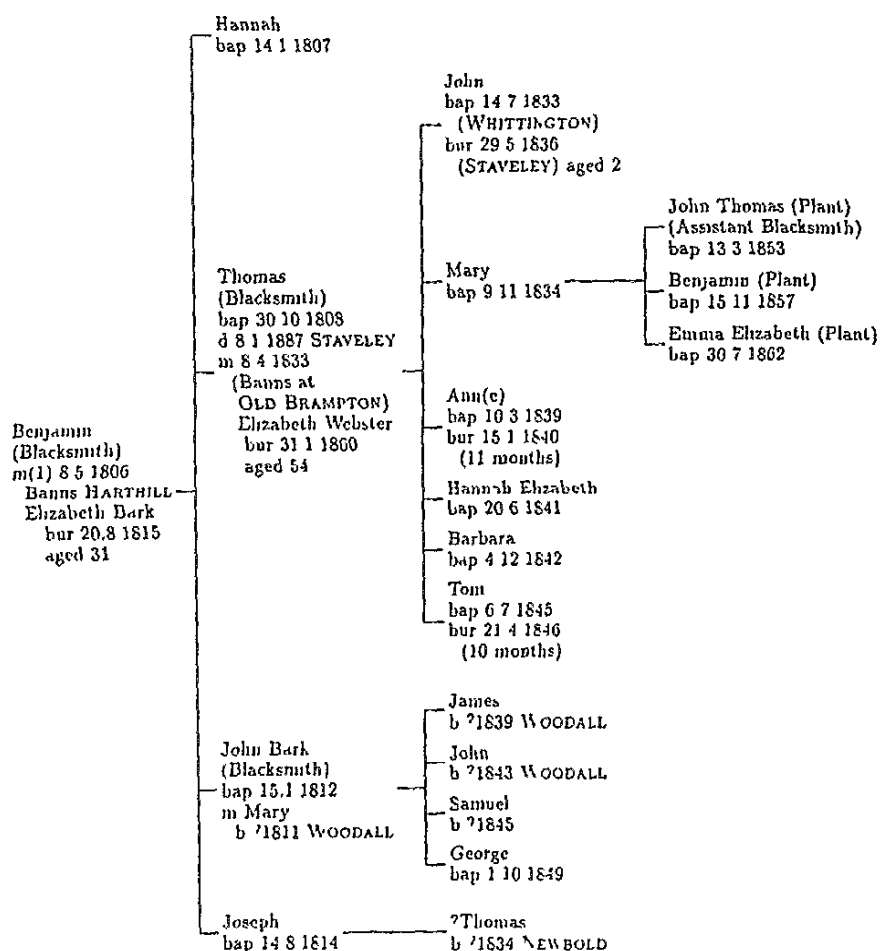 Hannah
bap 14 1 1807
John
bap 14 7 1833
(WHITTINGTON)
bur 29 5 1836
(STAVELEY) aged 2
John Thomas (Plant)
(Assistant Blacksmith)
bap 13 3 1853
Mary
bap 9 11 1834
Benjamin (Plant)
bap 15 11 1857
Emma Elizabeth (Plant)
bap 30 7 1862
Thomas
(Blacksmith)
bap 30 10 1808
d 8 1 1887 STAVELEY
m 8 4 1833
(Banns at
OLD BRAMPTON)
Elizabeth Webster
bur 31 1 1860
aged 54
Ann(e)
bap 10 3 1839
bur 15 1 1840
(11 months)
Benjamin
(Blacksmith)
m(1) 8 5 1806
Banns HARTHILL
Elizabeth Bark
bur 20.8 1815
aged 31
Hannah Elizabeth
bap 20 6 1841
Barbara
bap 4 12 1842
Tom
bap 6 7 1845
bur 21 4 1846
(10 months)
John Bark
(Blacksmith)
bap 15.1 1812
m Mary
b ?1811 WOODALL
James
b ?1839 WOODALL
John
b ?1843 WOODALL
Samuel
b ?1845
George
bap 1 10 1849
Joseph
bap 14 8 1814
?Thomas
b ?1834 NEWBOLD